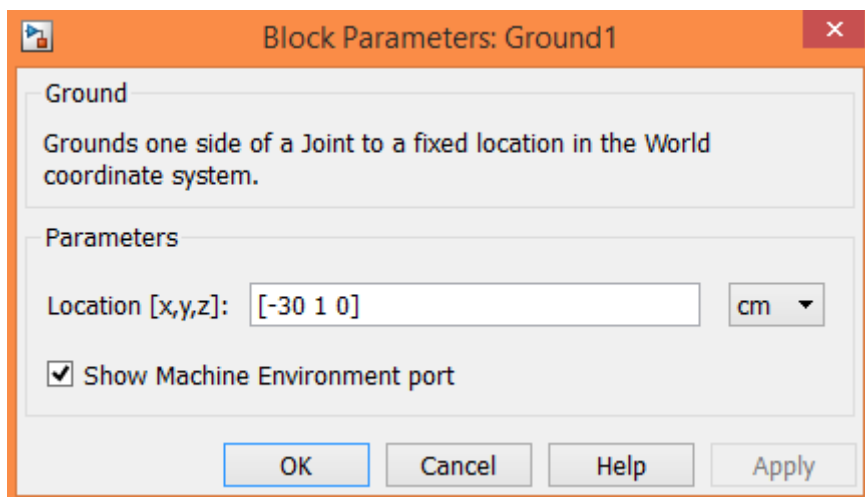 Block Parameters: Ground1
Ground
Grounds one side of a Joint to a fixed location in the World
coordinate system.
Parameters
Location [x,y,z]: [-30 1 0] cm
Show Machine Environment port
OK Cancel Help Apply